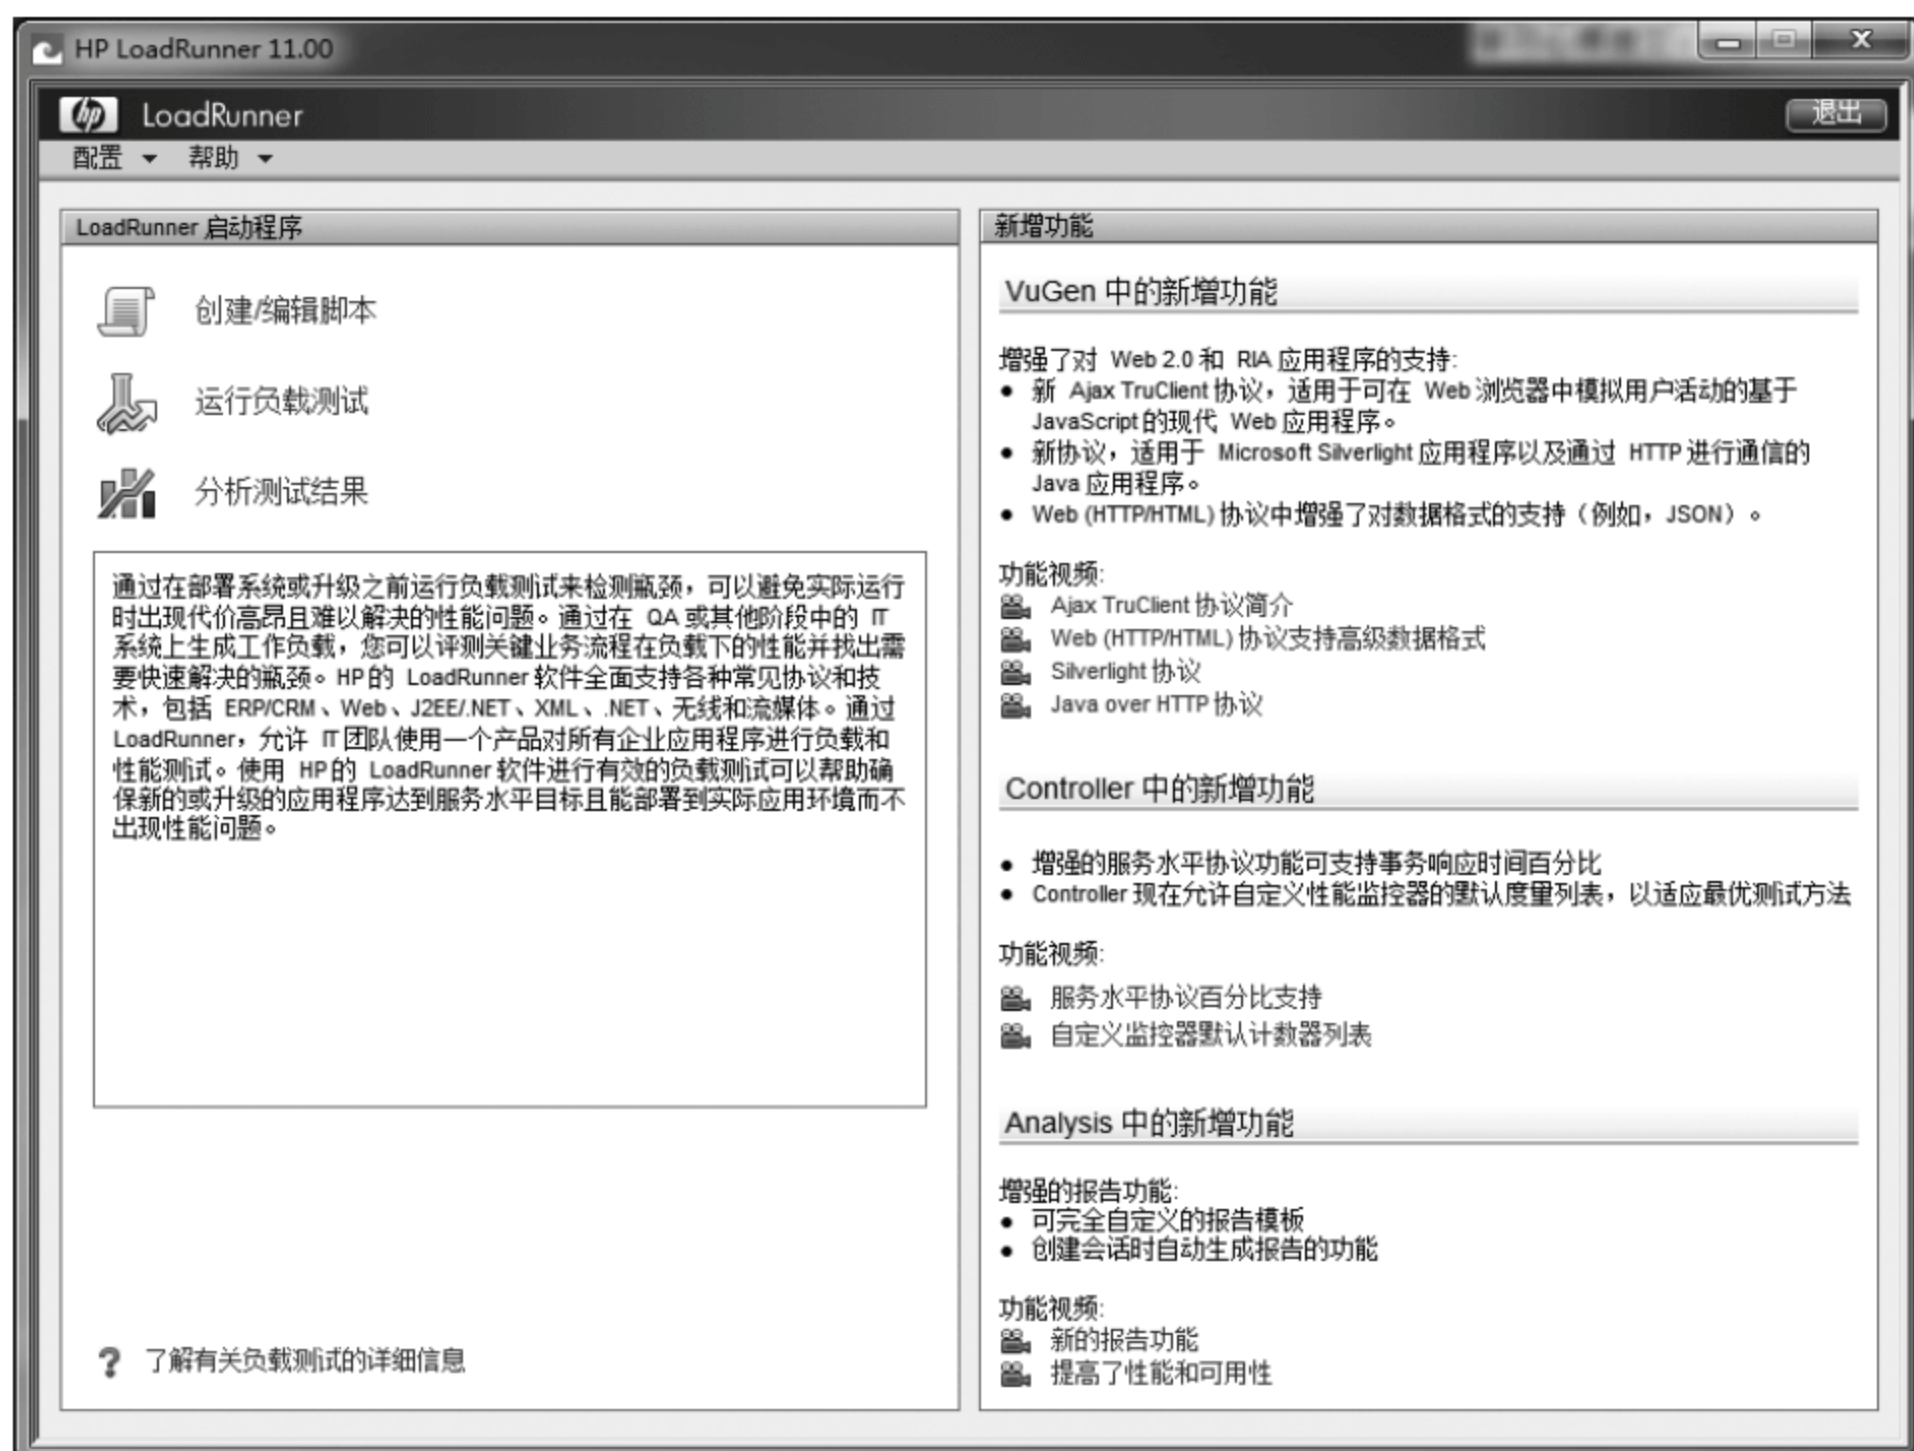 HP LoadRunner 11.00
hp LoadRunner 退出
配置 帮助
LoadRunner 启动程序
创建/编辑脚本
运行负载测试
分析测试结果
通过在部署系统或升级之前运行负载测试来检测瓶颈，可以避免实际运行
时出现代价高昂且难以解决的性能问题。通过在 QA 或其他阶段中的 IT
系统上生成工作负载，您可以评测关键业务流程在负载下的性能并找出需
要快速解决的瓶颈。HP 的 LoadRunner 软件全面支持各种常见协议和技
术，包括 ERP/CRM、Web、J2EE/.NET、XML、.NET、无线和流媒体。通过
LoadRunner，允许 IT 团队使用一个产品对所有企业应用程序进行负载和
性能测试。使用 HP 的 LoadRunner 软件进行有效的负载测试可以帮助确
保新的或升级的应用程序达到服务水平目标且能部署到实际应用环境而不
出现性能问题。
? 了解有关负载测试的详细信息
新增功能
VuGen 中的新增功能
增强了对 Web 2.0 和 RIA 应用程序的支持:
• 新 Ajax TruClient 协议，适用于可在 Web 浏览器中模拟用户活动的基于
JavaScript 的现代 Web 应用程序。
• 新协议，适用于 Microsoft Silverlight 应用程序以及通过 HTTP 进行通信的
Java 应用程序。
• Web (HTTP/HTML) 协议中增强了对数据格式的支持（例如，JSON）。
功能视频:
Ajax TruClient 协议简介
Web (HTTP/HTML) 协议支持高级数据格式
Silverlight 协议
Java over HTTP 协议
Controller 中的新增功能
• 增强的服务水平协议功能可支持事务响应时间百分比
• Controller 现在允许自定义性能监控器的默认度量列表，以适应最优测试方法
功能视频:
服务水平协议百分比支持
自定义监控器默认计数器列表
Analysis 中的新增功能
增强的报告功能:
• 可完全自定义的报告模板
• 创建会话时自动生成报告的功能
功能视频:
新的报告功能
提高了性能和可用性